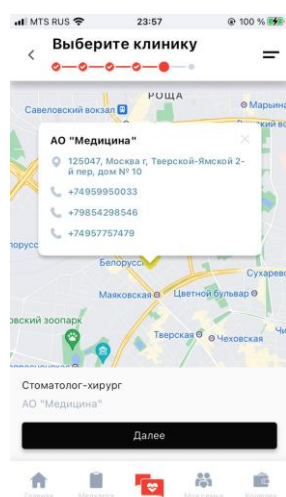 MTS RUS 23:57 100 %
Выберите клинику
РОЩА
Савеловский вокзал
Марьина
АО "Медицина"
125047, Москва г, Тверской-Ямской 2-
й пер, дом № 10
+74959950033
+79854298546
+74957757479
Белорусс
Сухарево
Маяковская
Цветной бульвар
овский зоопарк
Тверская
Чеховская
Стоматолог-хирург
АО "Медицина"
Далее